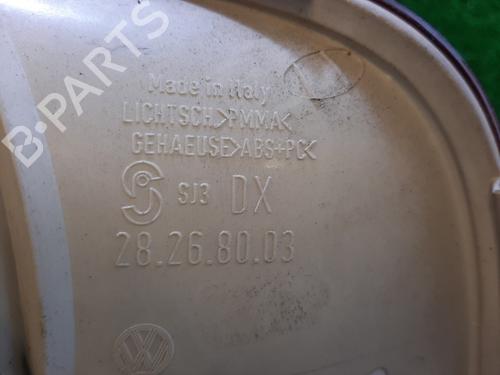 B-PARTS
Made in Italy
LICHTSCH>PMMA<
GEHAEUSE>ABS+PC<
SJ3 DX
28.26.80.03